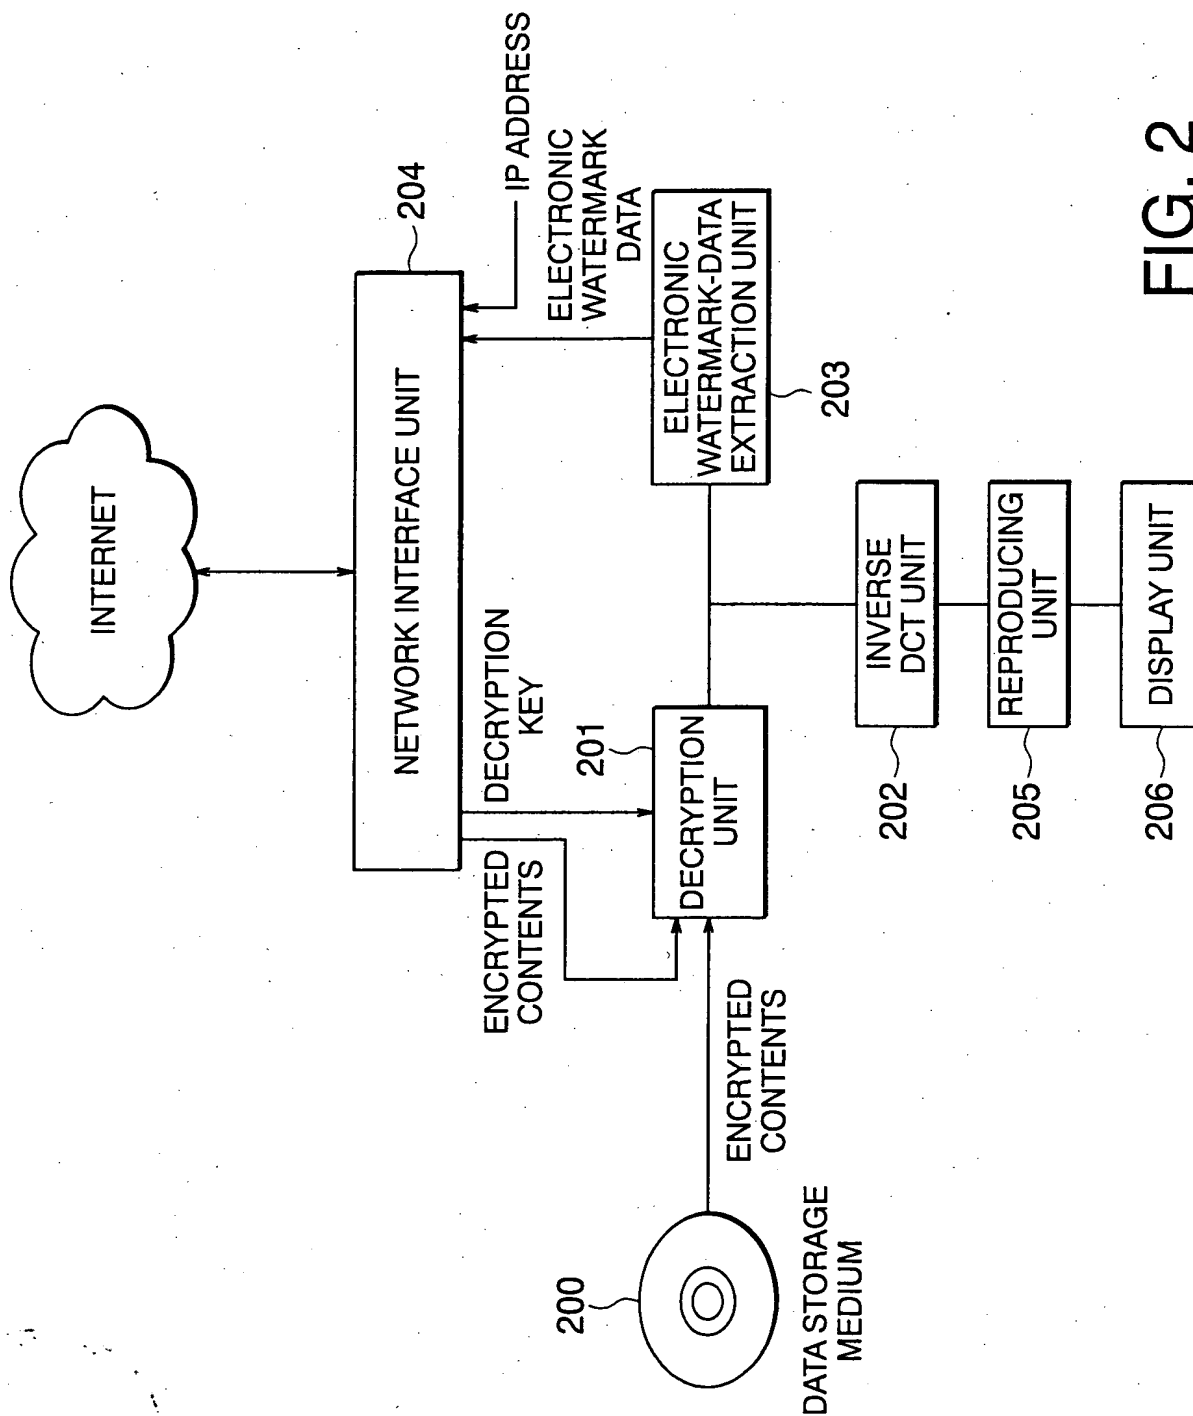 INTERNET
NETWORK INTERFACE UNIT
204
IP ADDRESS
ELECTRONIC
WATERMARK
DATA
ENCRYPTED
CONTENTS
DECRYPTION
KEY
201
DECRYPTION
UNIT
ELECTRONIC
WATERMARK-DATA
EXTRACTION UNIT
203
200
DATA STORAGE
MEDIUM
ENCRYPTED
CONTENTS
INVERSE
DCT UNIT
202
REPRODUCING
UNIT
205
DISPLAY UNIT
206
FIG. 2